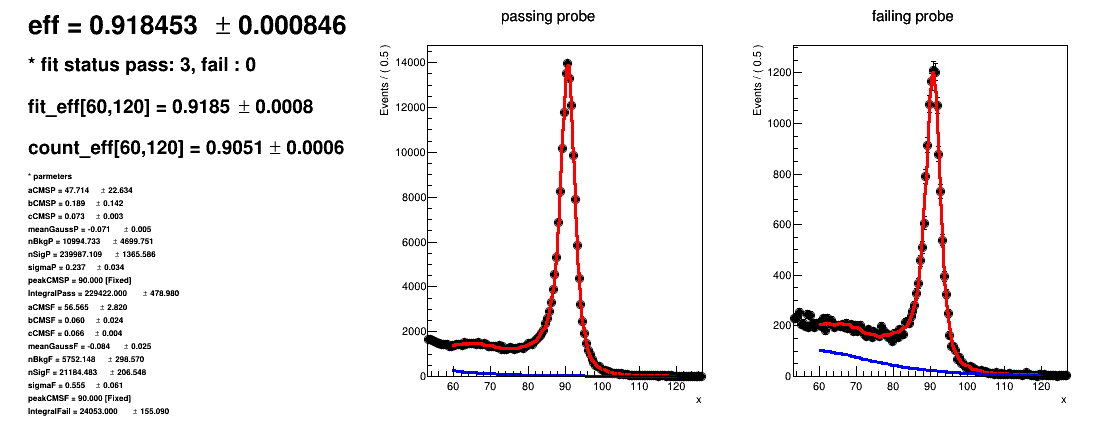 eff = 0.918453 ± 0.000846
* fit status pass: 3, fail : 0
fit_eff[60,120] = 0.9185 ± 0.0008
count_eff[60,120] = 0.9051 ± 0.0006
* parmeters
aCMSP = 47.714 ± 22.634
bCMSP = 0.189 ± 0.142
cCMSP = 0.073 ± 0.003
meanGaussP = -0.071 ± 0.005
nBkgP = 10994.733 ± 4699.751
nSigP = 239987.109 ± 1365.586
sigmaP = 0.237 ± 0.034
peakCMSP = 90.000 [Fixed]
IntegralPass = 229422.000 ± 478.980
aCMSF = 56.565 ± 2.820
bCMSF = 0.060 ± 0.024
cCMSF = 0.066 ± 0.004
meanGaussF = -0.084 ± 0.025
nBkgF = 5752.148 ± 298.570
nSigF = 21184.483 ± 206.548
sigmaF = 0.555 ± 0.061
peakCMSF = 90.000 [Fixed]
IntegralFail = 24053.000 ± 155.090
passing probe
Events / ( 0.5 )
14000
12000
10000
8000
6000
4000
2000
0
60 70 80 90 100 110 120
x
failing probe
Events / ( 0.5 )
1200
1000
800
600
400
200
0
60 70 80 90 100 110 120
x